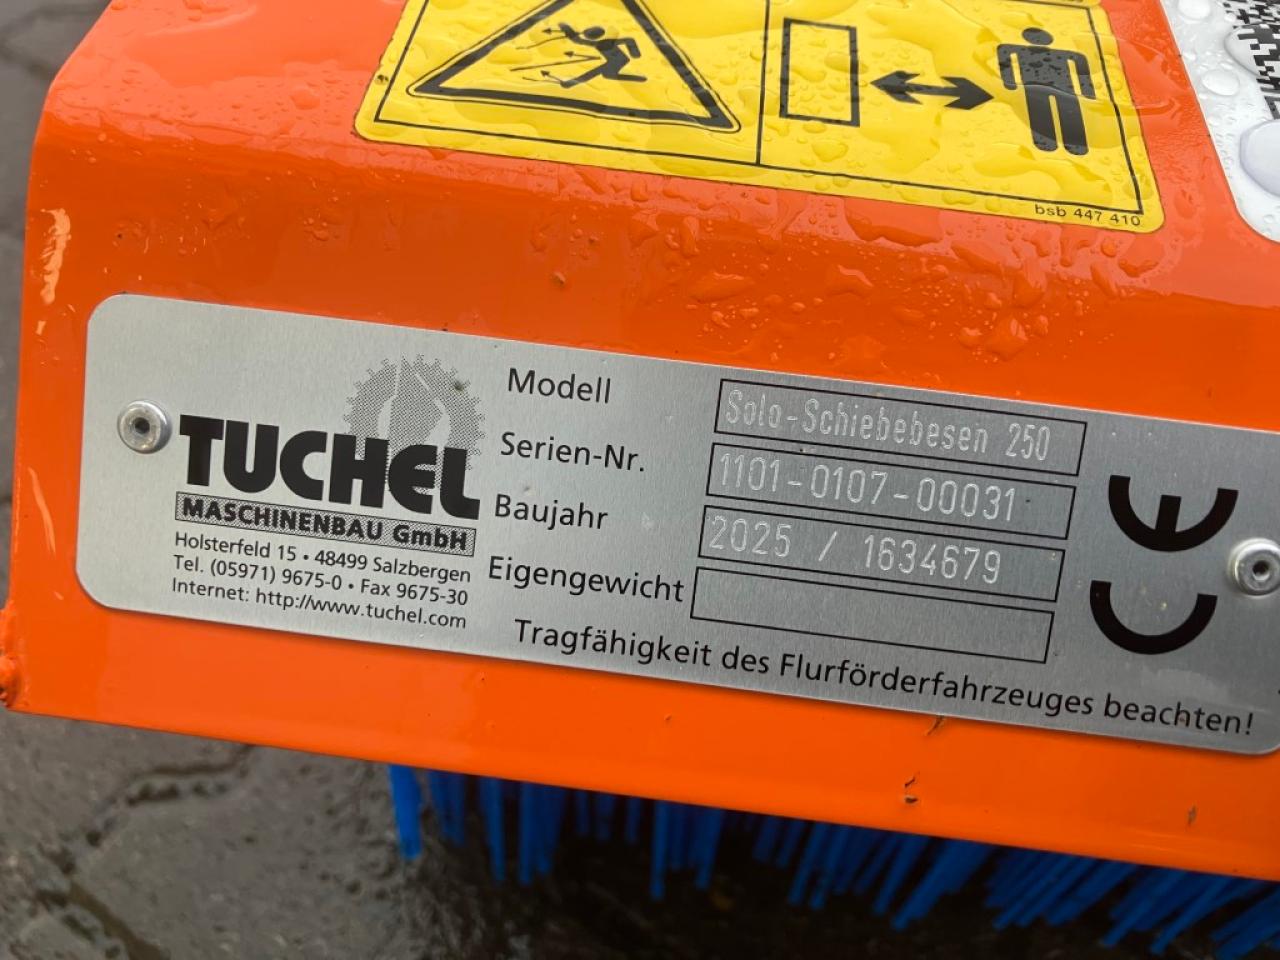 bsb 447 410
TUCHEL
MASCHINENBAU GmbH
Holsterfeld 15 • 48499 Salzbergen
Tel. (05971) 9675-0 • Fax 9675-30
Internet: http://www.tuchel.com
Modell Solo-Schiebebesen 250
Serien-Nr. 1101-0107-00031
Baujahr 2025 / 1634679
Eigengewicht
Tragfähigkeit des Flurförderfahrzeuges beachten!
CE